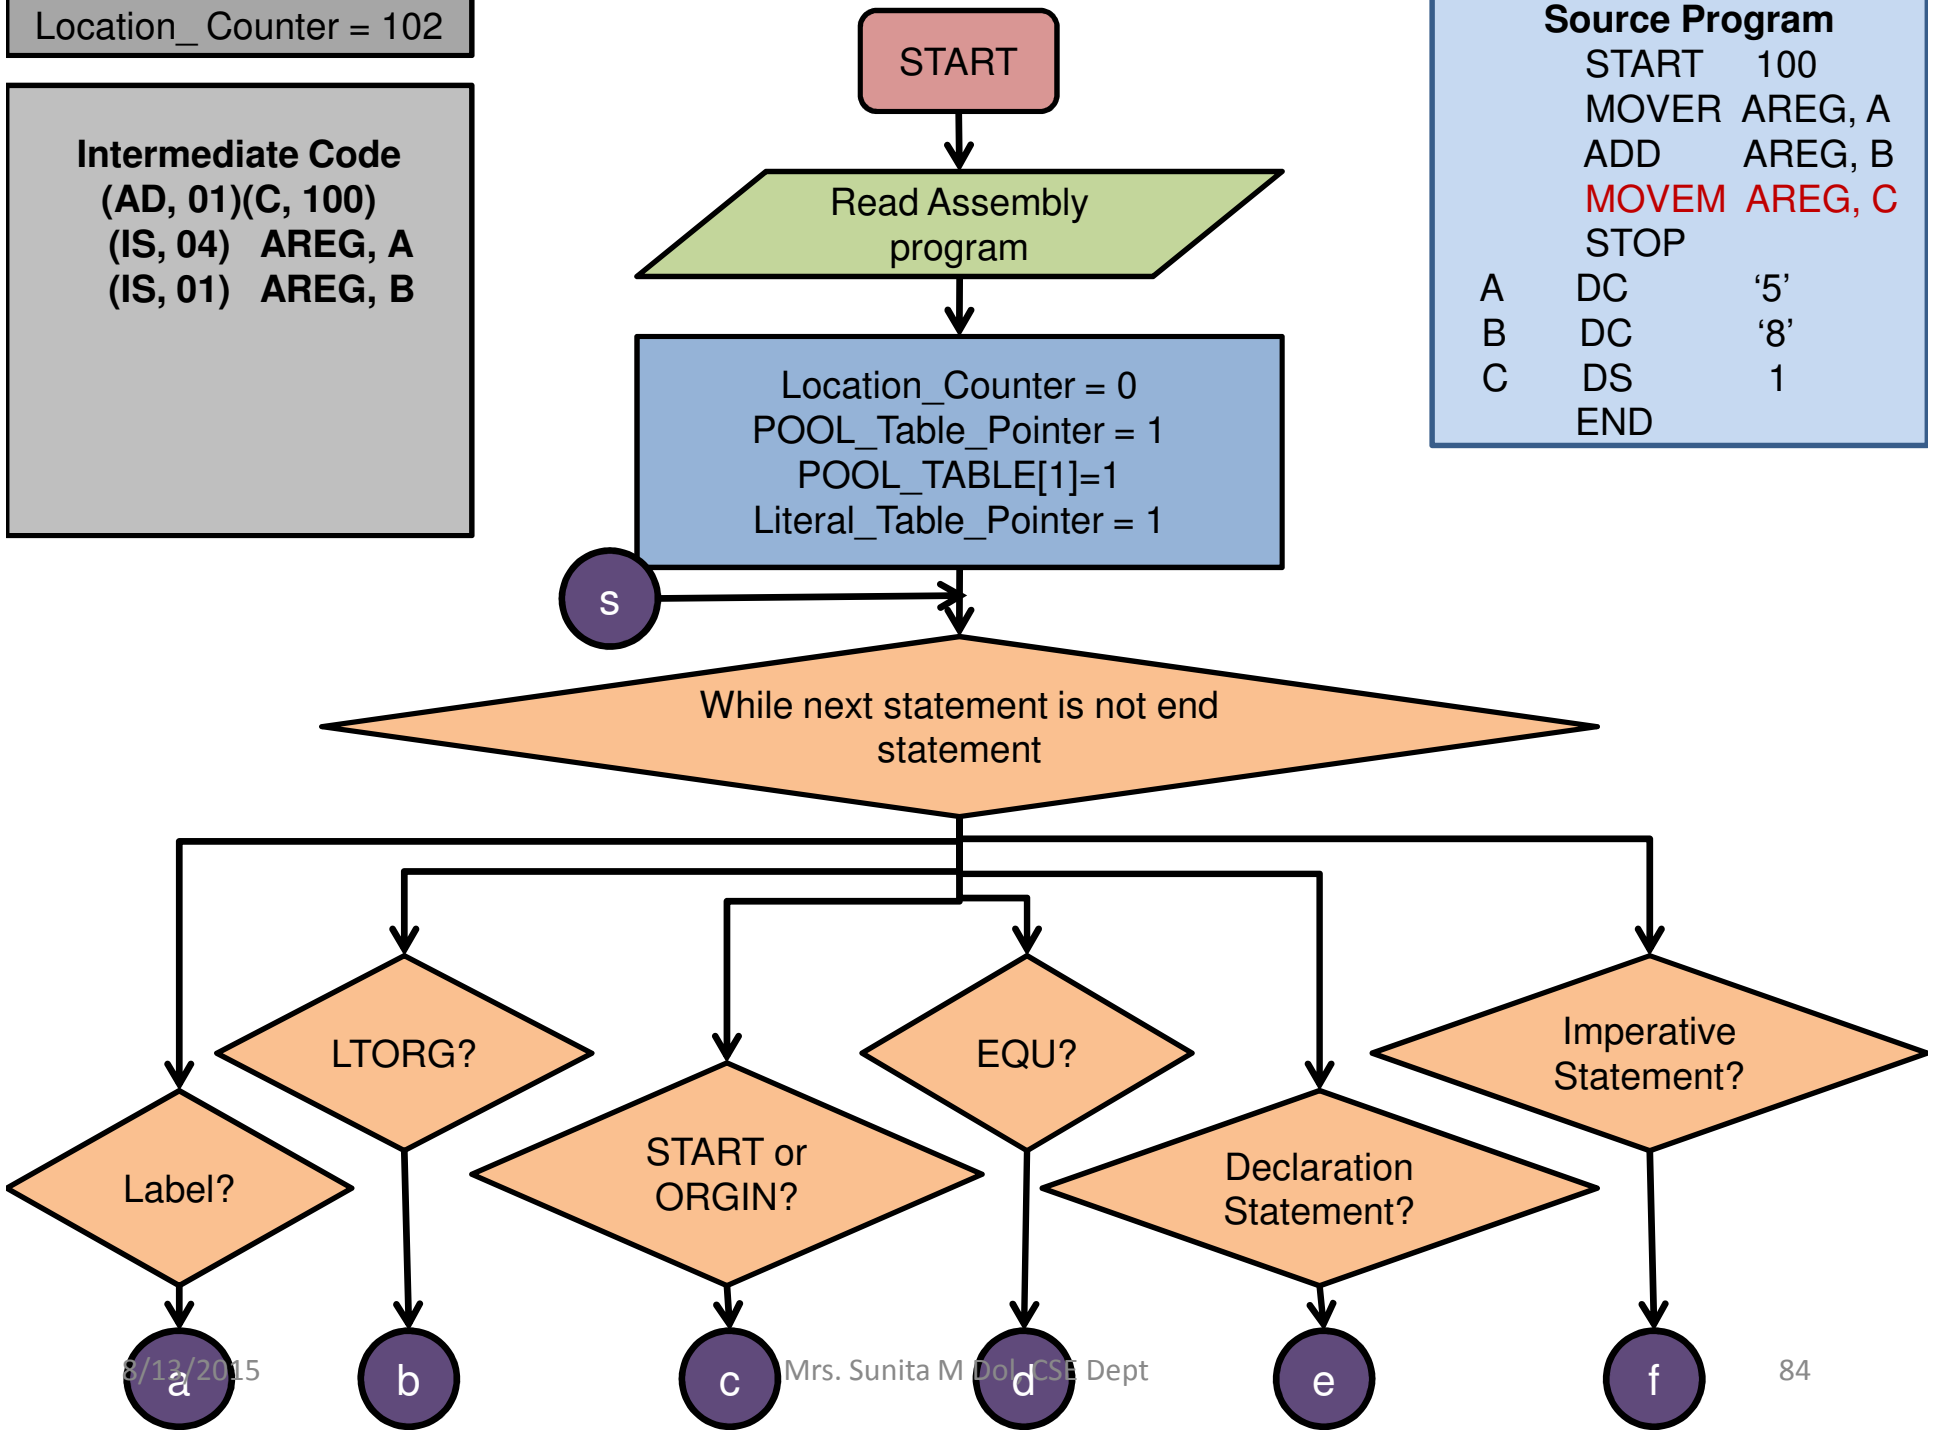 Location_ Counter = 102
Intermediate Code
(AD, 01)(C, 100)
(IS, 04) AREG, A
(IS, 01) AREG, B
START
Read Assembly
program
Location_Counter = 0
POOL_Table_Pointer = 1
POOL_TABLE[1]=1
Literal_Table_Pointer = 1
Source Program
START 100
MOVER AREG, A
ADD AREG, B
MOVEM AREG, C
STOP
A DC ‘5’
B DC ‘8’
C DS 1
END
s
While next statement is not end
statement
Label?
LTORG?
START or
ORGIN?
EQU?
Declaration
Statement?
Imperative
Statement?
a
b
c
d
e
f
8/13/2015
Mrs. Sunita M Dol, CSE Dept
84